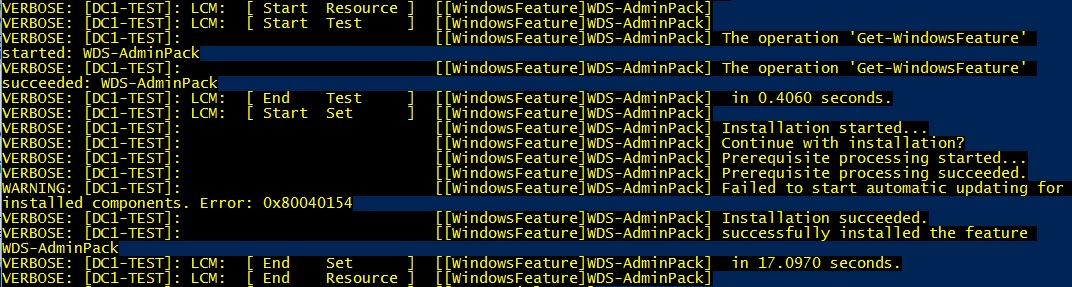 VERBOSE: [DC1-TEST]: LCM:  [ Start  Resource ]  [[WindowsFeature]WDS-AdminPack]
VERBOSE: [DC1-TEST]: LCM:  [ Start  Test     ]  [[WindowsFeature]WDS-AdminPack]
VERBOSE: [DC1-TEST]:                            [[WindowsFeature]WDS-AdminPack] The operation 'Get-WindowsFeature'
started: WDS-AdminPack
VERBOSE: [DC1-TEST]:                            [[WindowsFeature]WDS-AdminPack] The operation 'Get-WindowsFeature'
succeeded: WDS-AdminPack
VERBOSE: [DC1-TEST]: LCM:  [ End    Test     ]  [[WindowsFeature]WDS-AdminPack]  in 0.4060 seconds.
VERBOSE: [DC1-TEST]: LCM:  [ Start  Set      ]  [[WindowsFeature]WDS-AdminPack]
VERBOSE: [DC1-TEST]:                            [[WindowsFeature]WDS-AdminPack] Installation started...
VERBOSE: [DC1-TEST]:                            [[WindowsFeature]WDS-AdminPack] Continue with installation?
VERBOSE: [DC1-TEST]:                            [[WindowsFeature]WDS-AdminPack] Prerequisite processing started...
VERBOSE: [DC1-TEST]:                            [[WindowsFeature]WDS-AdminPack] Prerequisite processing succeeded.
WARNING: [DC1-TEST]:                            [[WindowsFeature]WDS-AdminPack] Failed to start automatic updating for
installed components. Error: 0x80040154
VERBOSE: [DC1-TEST]:                            [[WindowsFeature]WDS-AdminPack] Installation succeeded.
VERBOSE: [DC1-TEST]:                            [[WindowsFeature]WDS-AdminPack] successfully installed the feature
WDS-AdminPack
VERBOSE: [DC1-TEST]: LCM:  [ End    Set      ]  [[WindowsFeature]WDS-AdminPack]  in 17.0970 seconds.
VERBOSE: [DC1-TEST]: LCM:  [ End    Resource ]  [[WindowsFeature]WDS-AdminPack]